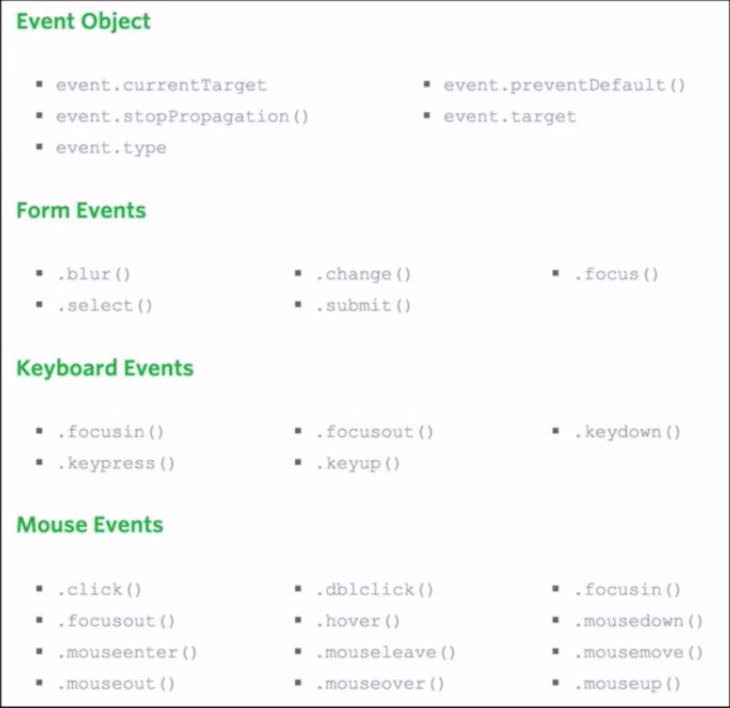 Event Object
event.currentTarget event.preventDefault()
event.stopPropagation() event.target
event.type
Form Events
.blur() .change() .focus()
.select() .submit()
Keyboard Events
.focusin() .focusout() .keydown()
.keypress() .keyup()
Mouse Events
.click() .dblclick() .focusin()
.focusout() .hover() .mousedown()
.mouseenter() .mouseleave() .mousemove()
.mouseout() .mouseover() .mouseup()